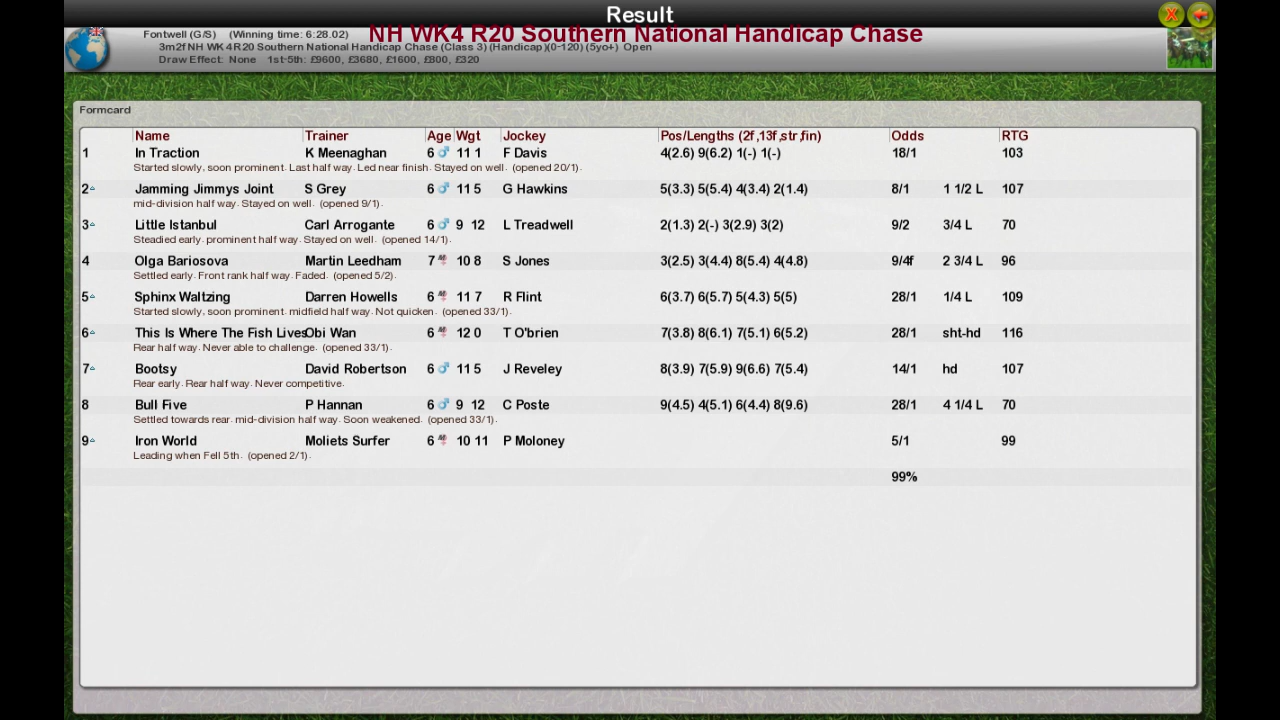 Result
NH WK4 R20 Southern National Handicap Chase
Fontwell (G/S) (Winning time: 6:28.02)
3m2f NH WK4 R20 Southern National Handicap Chase (Class 3) (Handicap)(0-120) (5yo+) Open
Draw Effect: None 1st-5th: £9600, £3680, £1600, £800, £320
Formcard
Name Trainer Age Wgt Jockey Pos/Lengths (2f,13f,str,fin) Odds RTG
1 In Traction K Meenaghan 6 ♂ 11 1 F Davis 4(2.6) 9(6.2) 1(-) 1(-) 18/1 103
Started slowly, soon prominent. Last half way. Led near finish. Stayed on well. (opened 20/1).
2 Jamming Jimmys Joint S Grey 6 ♂ 11 5 G Hawkins 5(3.3) 5(5.4) 4(3.4) 2(1.4) 8/1 1 1/2 L 107
mid-division half way. Stayed on well. (opened 9/1).
3 Little Istanbul Carl Arrogante 6 ♂ 9 12 L Treadwell 2(1.3) 2(-) 3(2.9) 3(2) 9/2 3/4 L 70
Steadied early. prominent half way. Stayed on well. (opened 14/1).
4 Olga Bariosova Martin Leedham 7 10 8 S Jones 3(2.5) 3(4.4) 8(5.4) 4(4.8) 9/4f 2 3/4 L 96
Settled early. Front rank half way. Faded. (opened 5/2).
5 Sphinx Waltzing Darren Howells 6 11 7 R Flint 6(3.7) 6(5.7) 5(4.3) 5(5) 28/1 1/4 L 109
Started slowly, soon prominent. midfield half way. Not quicken. (opened 33/1).
6 This Is Where The Fish Lives Obi Wan 6 12 0 T O'brien 7(3.8) 8(6.1) 7(5.1) 6(5.2) 28/1 sht-hd 116
Rear half way. Never able to challenge. (opened 33/1).
7 Bootsy David Robertson 6 ♂ 11 5 J Reveley 8(3.9) 7(5.9) 9(6.6) 7(5.4) 14/1 hd 107
Rear early. Rear half way. Never competitive.
8 Bull Five P Hannan 6 ♂ 9 12 C Poste 9(4.5) 4(5.1) 6(4.4) 8(9.6) 28/1 4 1/4 L 70
Settled towards rear. mid-division half way. Soon weakened. (opened 33/1).
9 Iron World Moliets Surfer 6 10 11 P Moloney 5/1 99
Leading when Fell 5th. (opened 2/1).
99%